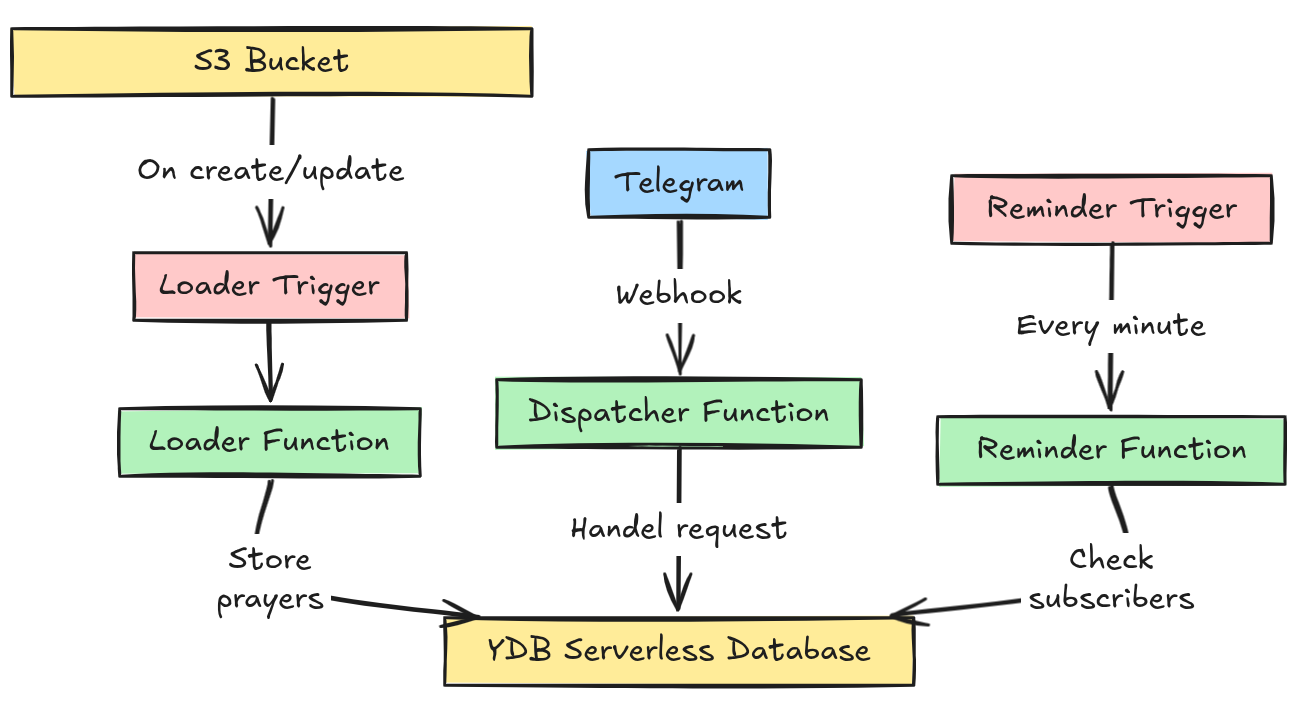 S3 Bucket
On create/update
Loader Trigger
Loader Function
Store
prayers
Telegram
Webhook
Dispatcher Function
Handel request
Reminder Trigger
Every minute
Reminder Function
Check
subscribers
YDB Serverless Database